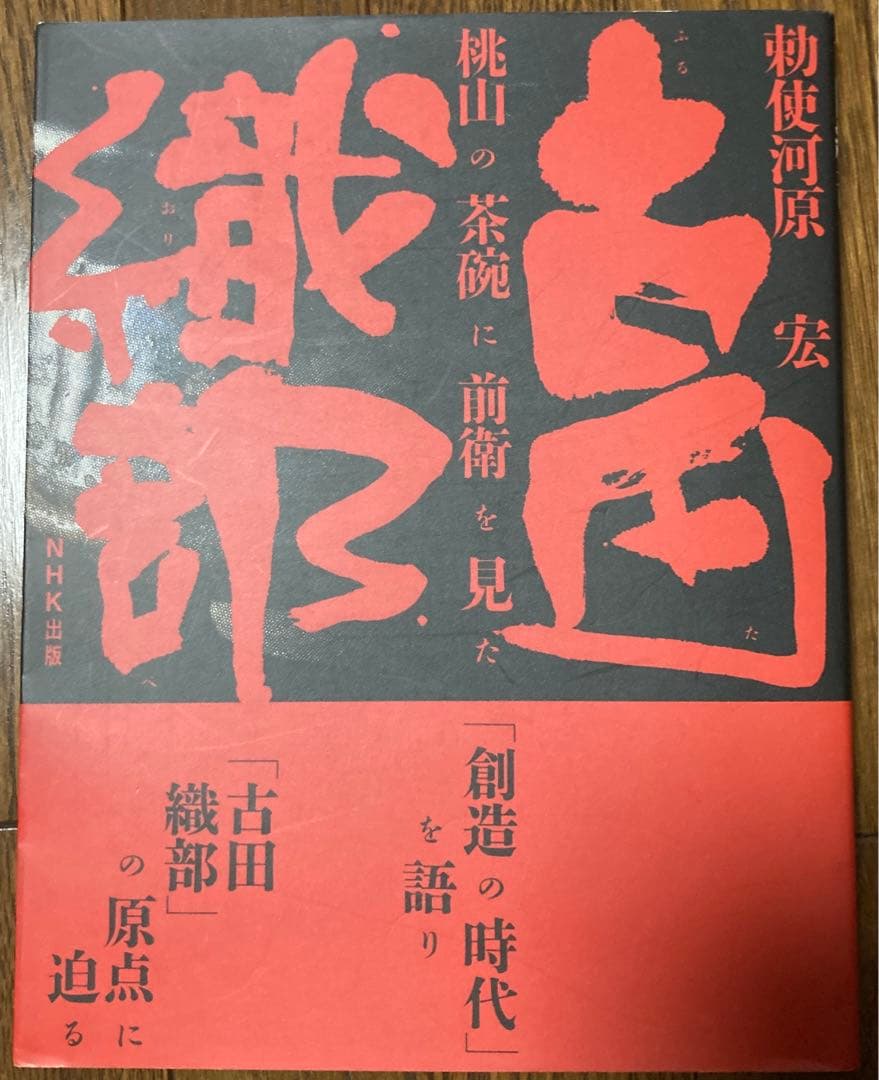 勅使河原 宏
古田
ふるた
桃山の茶碗に前衛を見た
織部
おりべ
NHK出版
「創造の時代」
を語り
「古田
織部」
の原点に
迫る